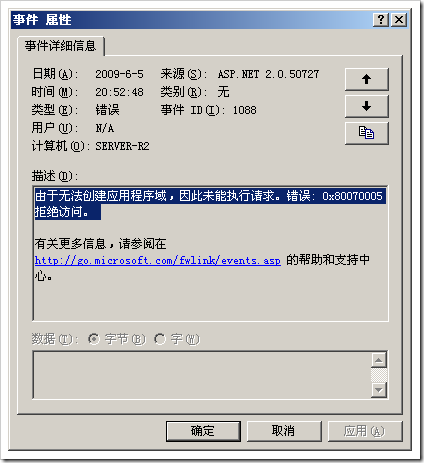 事件 属性
事件详细信息
日期(A): 2009-6-5 来源(S): ASP.NET 2.0.50727
时间(M): 20:52:48 类别(R): 无
类型(E): 错误 事件 ID(I): 1088
用户(U): N/A
计算机(O): SERVER-R2
描述(D):
由于无法创建应用程序域，因此未能执行请求。错误: 0x80070005
拒绝访问。
有关更多信息，请参阅在
http://go.microsoft.com/fwlink/events.asp 的帮助和支持中
心。
数据(T): 字节(B) 字(W)
确定 取消 应用(A)